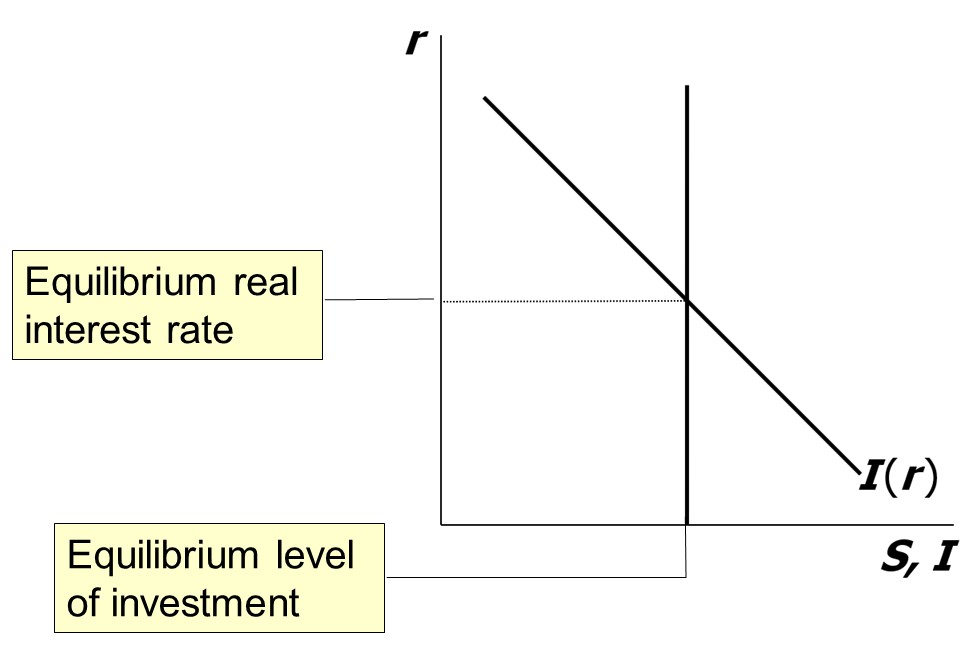 r
Equilibrium real
interest rate
I(r)
S, I
Equilibrium level
of investment